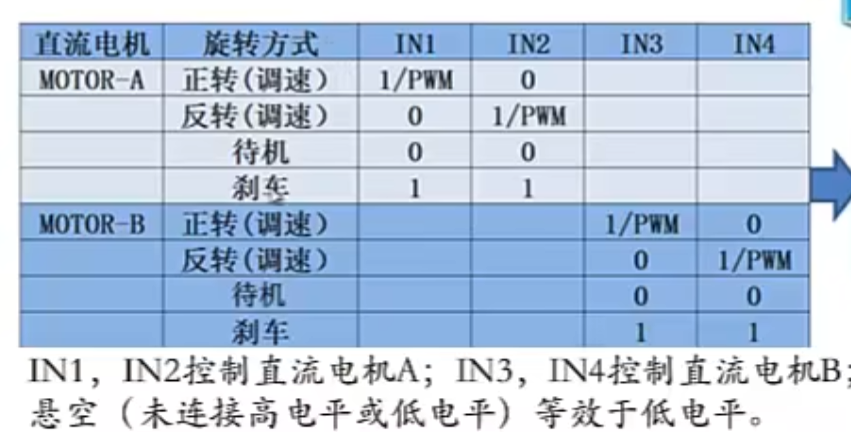 直流电机 旋转方式 IN1 IN2 IN3 IN4
MOTOR-A 正转(调速) 1/PWM 0
反转(调速) 0 1/PWM
待机 0 0
刹车 1 1
MOTOR-B 正转(调速) 1/PWM 0
反转(调速) 0 1/PWM
待机 0 0
刹车 1 1
IN1，IN2控制直流电机A；IN3，IN4控制直流电机B；
悬空（未连接高电平或低电平）等效于低电平。